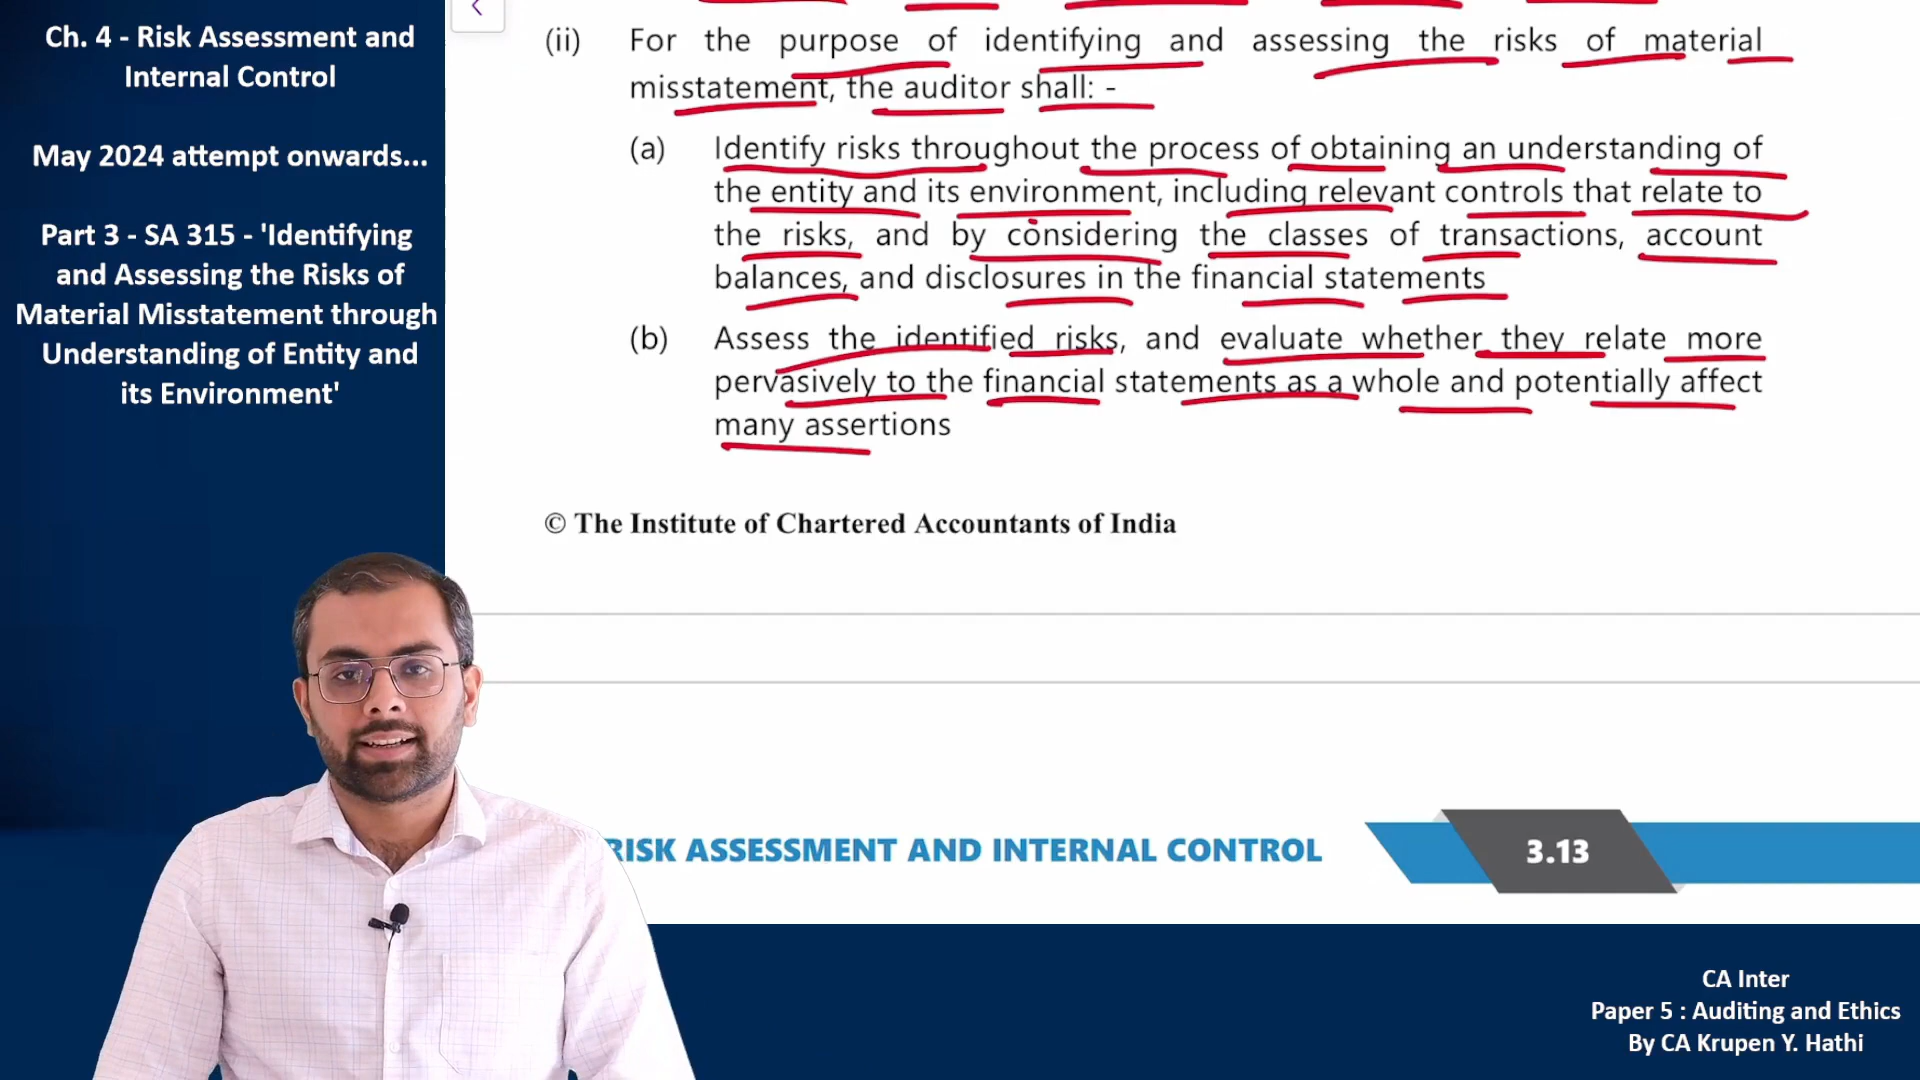 Ch. 4 - Risk Assessment and
Internal Control
May 2024 attempt onwards...
Part 3 - SA 315 - 'Identifying
and Assessing the Risks of
Material Misstatement through
Understanding of Entity and
its Environment'
(ii) For the purpose of identifying and assessing the risks of material
misstatement, the auditor shall: -
(a) Identify risks throughout the process of obtaining an understanding of
the entity and its environment, including relevant controls that relate to
the risks, and by considering the classes of transactions, account
balances, and disclosures in the financial statements
(b) Assess the identified risks, and evaluate whether they relate more
pervasively to the financial statements as a whole and potentially affect
many assertions
© The Institute of Chartered Accountants of India
RISK ASSESSMENT AND INTERNAL CONTROL
3.13
CA Inter
Paper 5 : Auditing and Ethics
By CA Krupen Y. Hathi